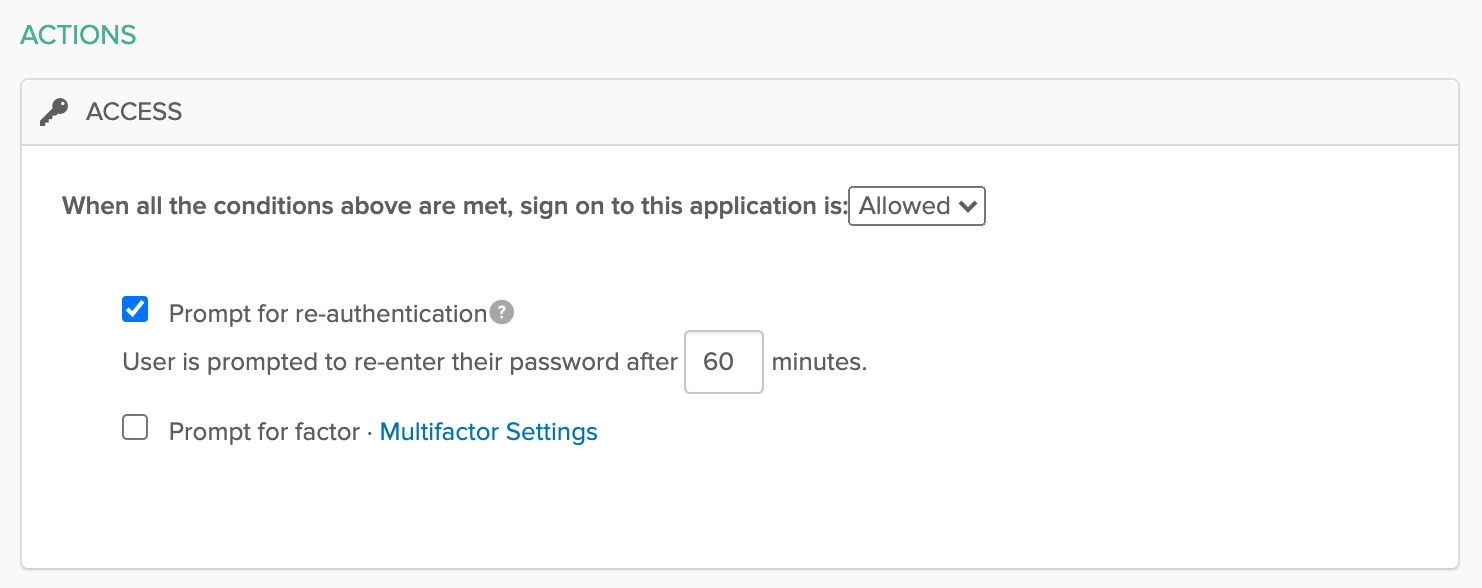 ACTIONS
ACCESS
When all the conditions above are met, sign on to this application is: Allowed
Prompt for re-authentication ?
User is prompted to re-enter their password after 60 minutes.
Prompt for factor · Multifactor Settings